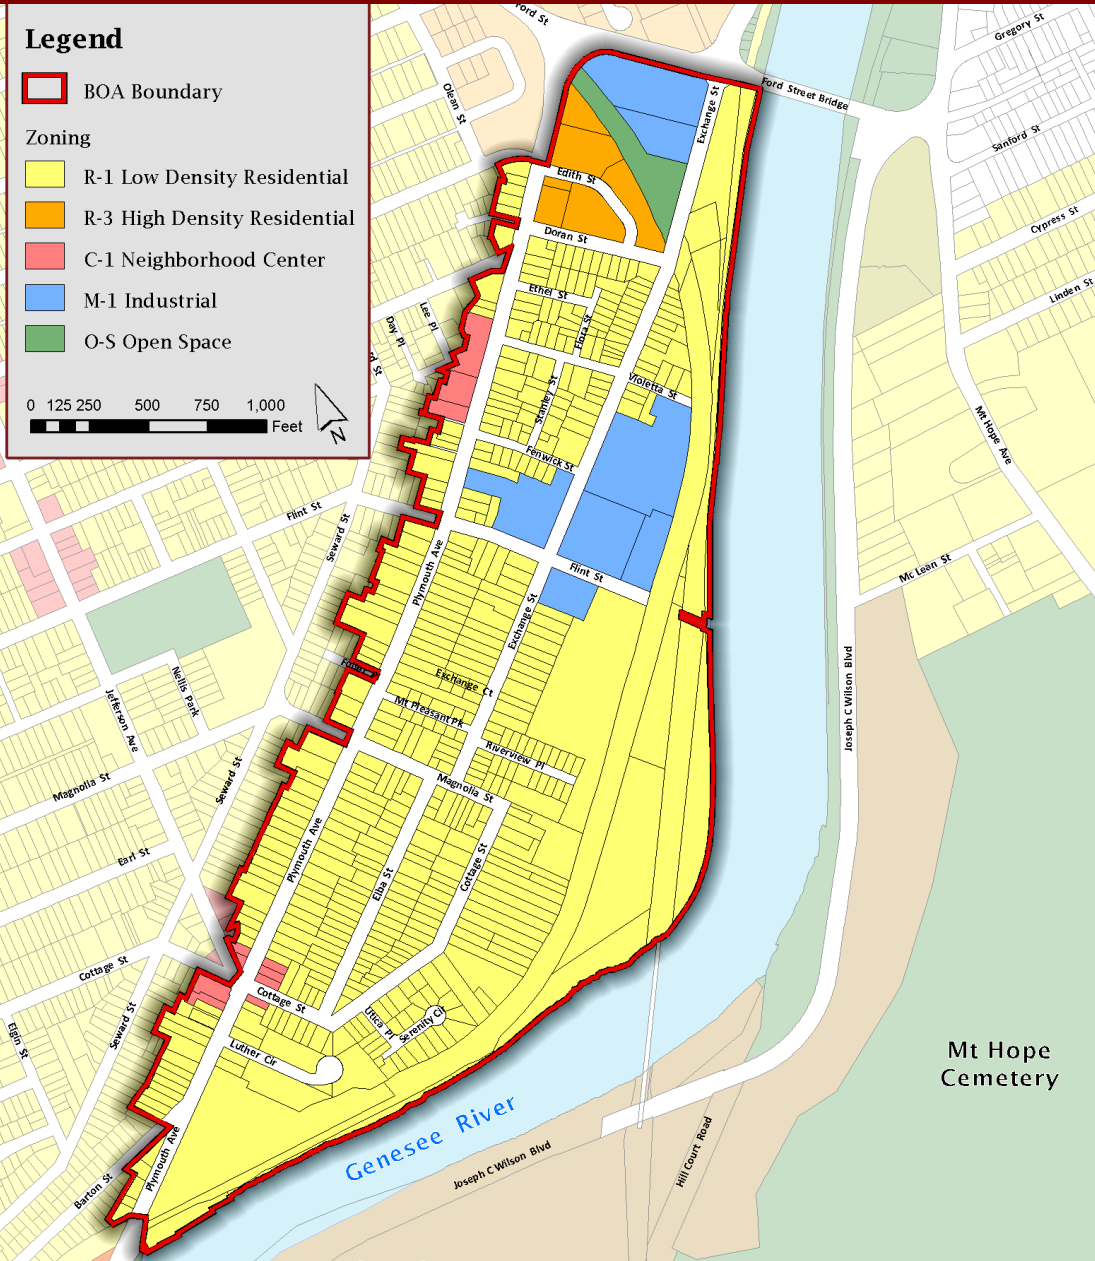 Legend
BOA Boundary
Zoning
R-1 Low Density Residential
R-3 High Density Residential
C-1 Neighborhood Center
M-1 Industrial
O-S Open Space
0 125 250 500 750 1,000
Feet
N
Ford St
Gregory St
Olean St
Ford Street Bridge
Exchange St
Sanford St
Edith St
Cypress St
Doran St
Linden St
Ethel St
Lee Pl
Day Pl
Flora St
rd St
Violetta St
Stanley St
Mt Hope Ave
Fenwick St
Flint St
Seward St
Plymouth Ave
Flint St
Mc Lean St
Exchange St
Exchange Ct
Nellis Park
Mt Pleasant Pk
Jefferson Ave
Joseph C Wilson Blvd
Riverview Pl
Magnolia St
Seward St
Magnolia St
Plymouth Ave
Earl St
Elba St
Cottage St
Cottage St
Cottage St
Seward St
Elgin St
Utica Pl
Serenity Cir
Luther Cir
Mt Hope
Cemetery
Genesee River
Plymouth Ave
Joseph C Wilson Blvd
Hill Court Road
Barton St